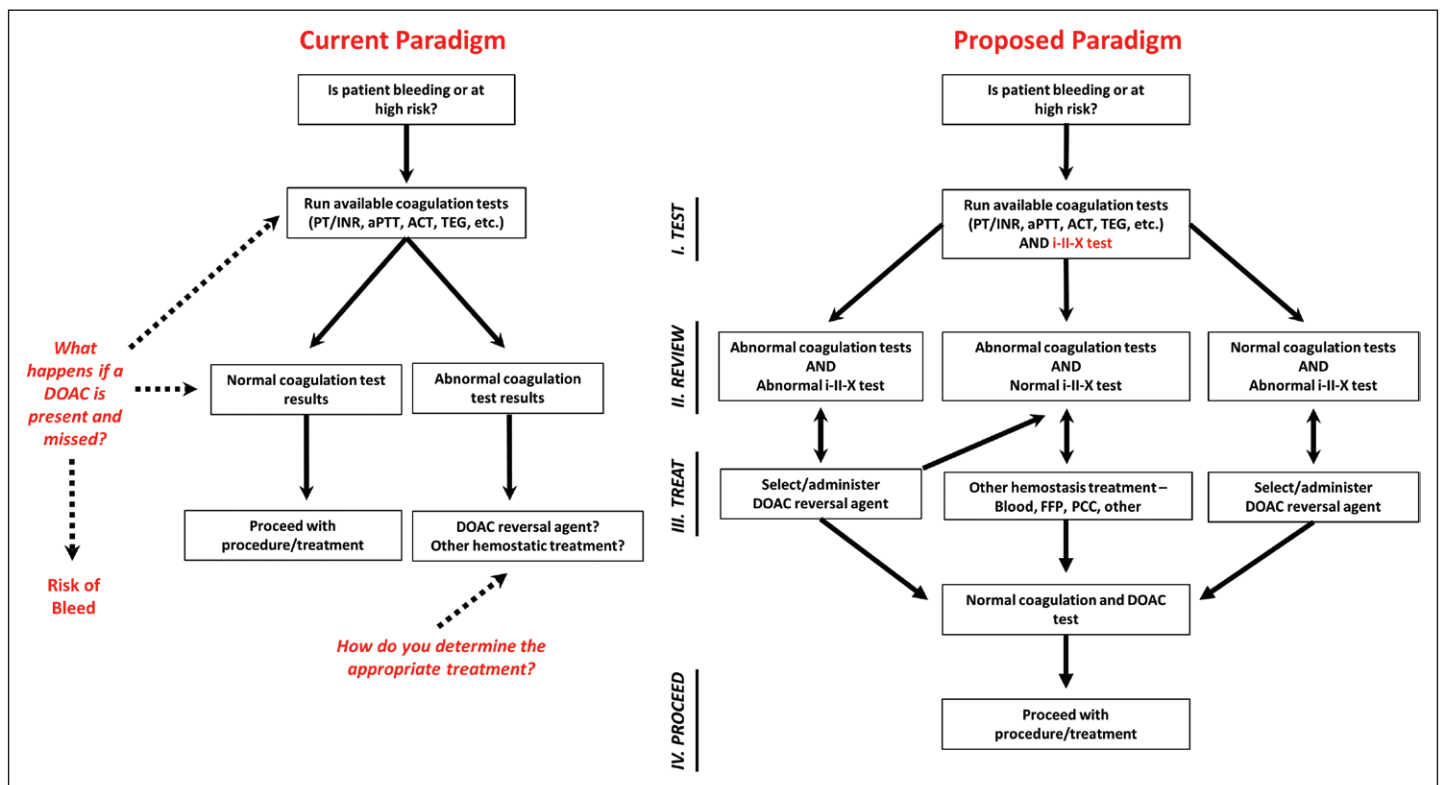 Current Paradigm
Is patient bleeding or at
high risk?
Run available coagulation tests
(PT/INR, aPTT, ACT, TEG, etc.)
What
happens if a
DOAC is
present and
missed?
Normal coagulation test
results
Abnormal coagulation
test results
Proceed with
procedure/treatment
DOAC reversal agent?
Other hemostatic treatment?
Risk of
Bleed
How do you determine the
appropriate treatment?
Proposed Paradigm
Is patient bleeding or at
high risk?
I. TEST
Run available coagulation tests
(PT/INR, aPTT, ACT, TEG, etc.)
AND i-II-X test
II. REVIEW
Abnormal coagulation tests
AND
Abnormal i-II-X test
Abnormal coagulation tests
AND
Normal i-II-X test
Normal coagulation tests
AND
Abnormal i-II-X test
III. TREAT
Select/administer
DOAC reversal agent
Other hemostasis treatment –
Blood, FFP, PCC, other
Select/administer
DOAC reversal agent
Normal coagulation and DOAC
test
IV. PROCEED
Proceed with
procedure/treatment